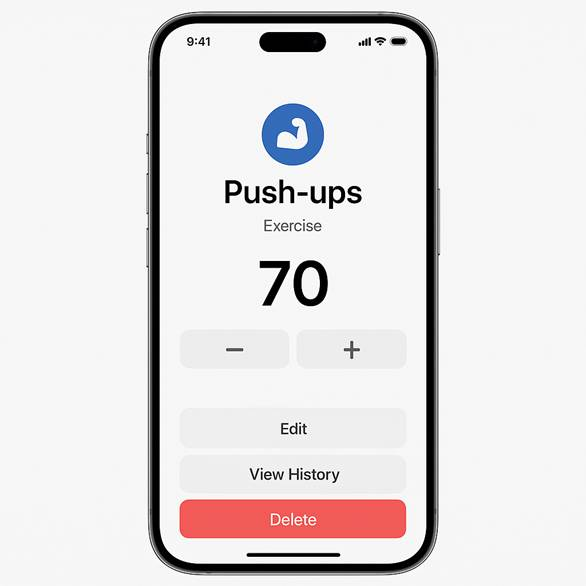 9:41
Push-ups
Exercise
70
− +
Edit
View History
Delete